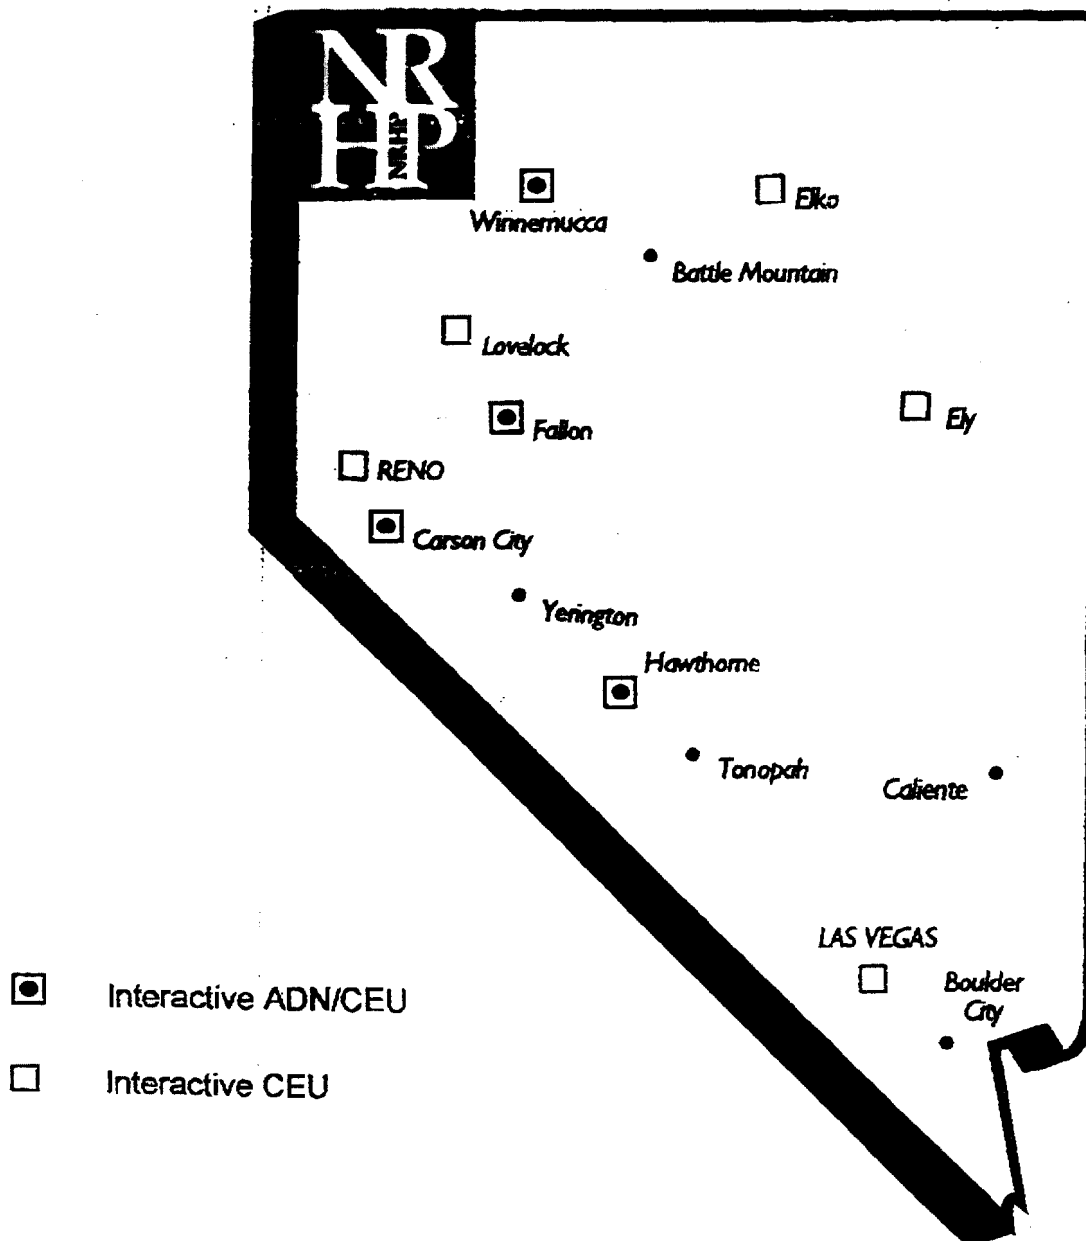 NR
HP
NRHP
Winnemucca
Elko
Battle Mountain
Lovelock
Fallon
Ely
RENO
Carson City
Yerington
Hawthorne
Tonopah
Caliente
LAS VEGAS
Boulder
City
Interactive ADN/CEU
Interactive CEU